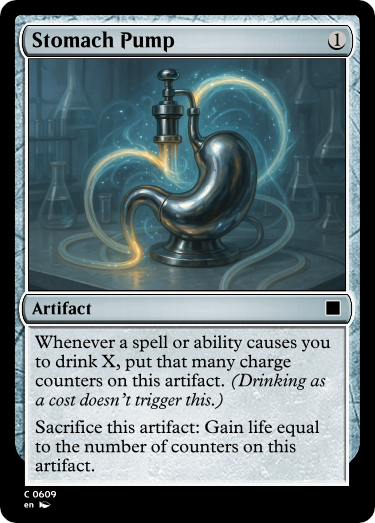 Stomach Pump 1
Artifact
Whenever a spell or ability causes you
to drink X, put that many charge
counters on this artifact. (Drinking as
a cost doesn't trigger this.)
Sacrifice this artifact: Gain life equal
to the number of counters on this
artifact.
C 0609
en